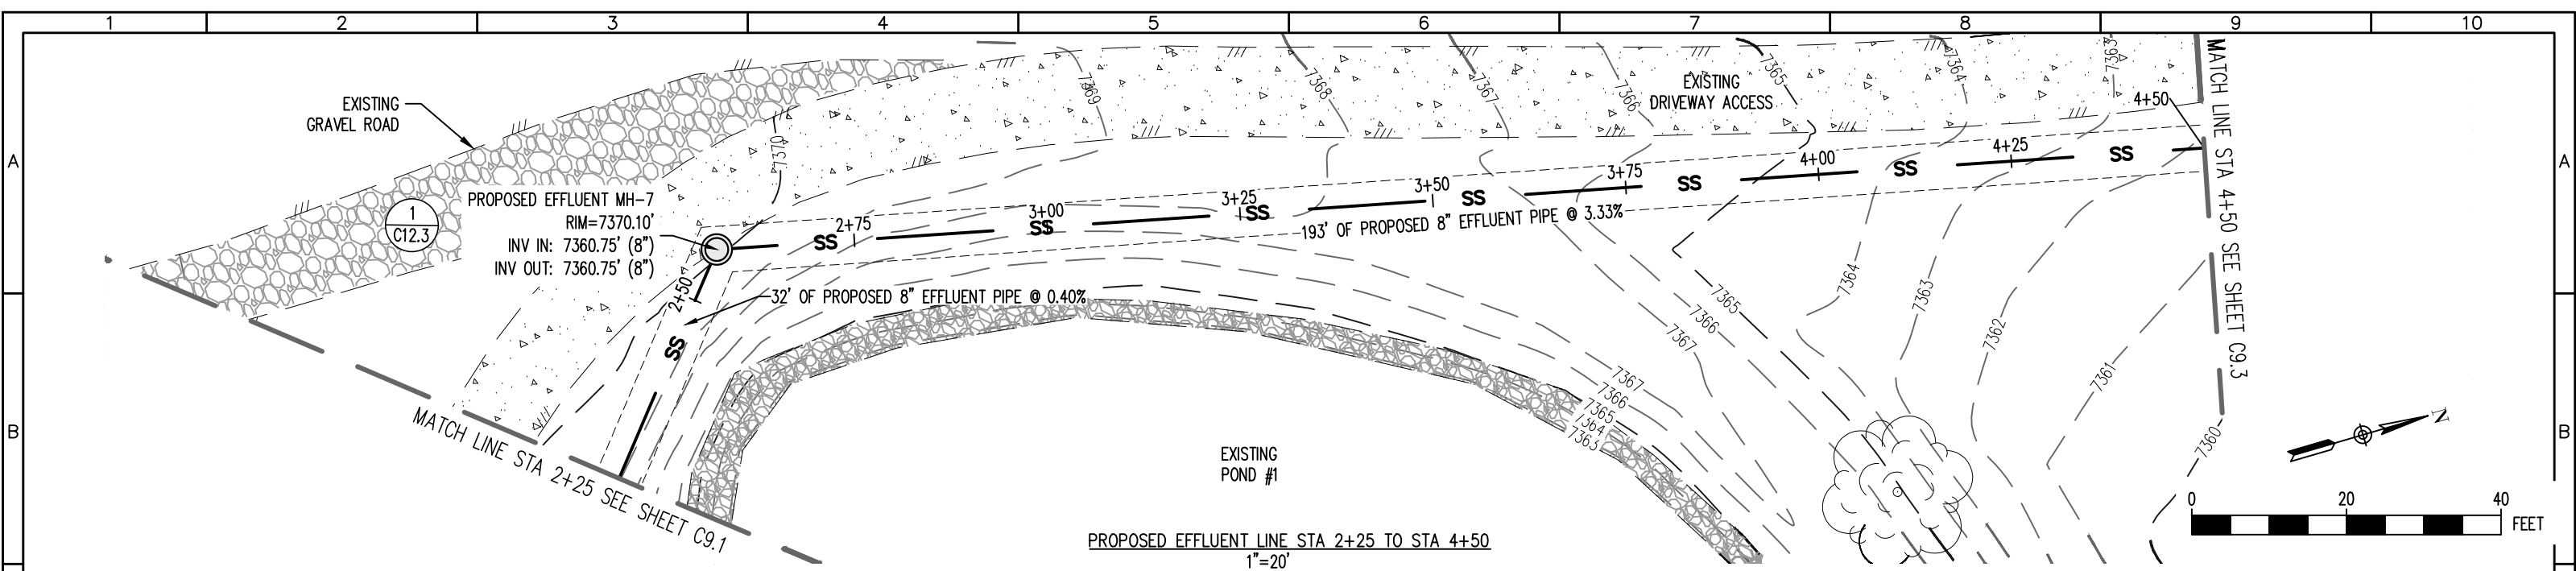 1
2
3
4
5
6
7
8
9
10
A
A
B
B
EXISTING
GRAVEL ROAD
1
C12.3
PROPOSED EFFLUENT MH-7
RIM=7370.10'
INV IN: 7360.75' (8")
INV OUT: 7360.75' (8")
7370
7369
7368
7367
7366
EXISTING
DRIVEWAY ACCESS
7365
7364
7363
4+50
MATCH LINE STA 4+50 SEE SHEET C9.3
2+50
SS
SS
2+75
3+00
SS
3+25
SS
3+50
SS
3+75
SS
4+00
SS
4+25
SS
193' OF PROPOSED 8" EFFLUENT PIPE @ 3.33%
32' OF PROPOSED 8" EFFLUENT PIPE @ 0.40%
7365
7366
7367
7364
7363
7362
7361
7360
7367
7366
7365
7364
7363
MATCH LINE STA 2+25 SEE SHEET C9.1
EXISTING
POND #1
N
0
20
40
FEET
PROPOSED EFFLUENT LINE STA 2+25 TO STA 4+50
1"=20'